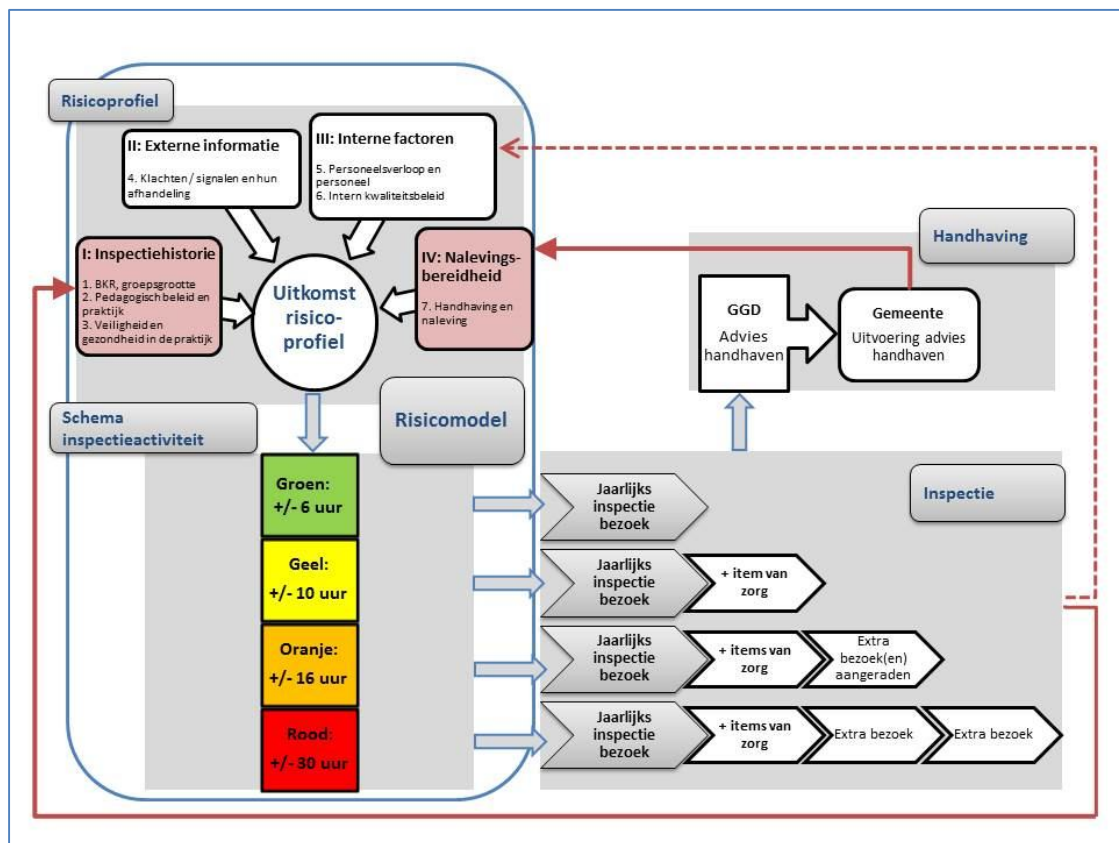 Risicoprofiel
II: Externe informatie
4. Klachten / signalen en hun
afhandeling
III: Interne factoren
5. Personeelsverloop en
personeel
6. Intern kwaliteitsbeleid
I: Inspectiehistorie
1. BKR, groepsgrootte
2. Pedagogisch beleid en
praktijk
3. Veiligheid en
gezondheid in de praktijk
Uitkomst
risico-
profiel
IV: Nalevings-
bereidheid
7. Handhaving en
naleving
Handhaving
GGD
Advies
handhaven
Gemeente
Uitvoering advies
handhaven
Schema
inspectieactiviteit
Risicomodel
Inspectie
Groen:
+/- 6 uur
Jaarlijks
inspectie
bezoek
Geel:
+/- 10 uur
Jaarlijks
inspectie
bezoek
+ item van
zorg
Oranje:
+/- 16 uur
Jaarlijks
inspectie
bezoek
+ items van
zorg
Extra
bezoek(en)
aangeraden
Rood:
+/- 30 uur
Jaarlijks
inspectie
bezoek
+ items van
zorg
Extra bezoek
Extra bezoek